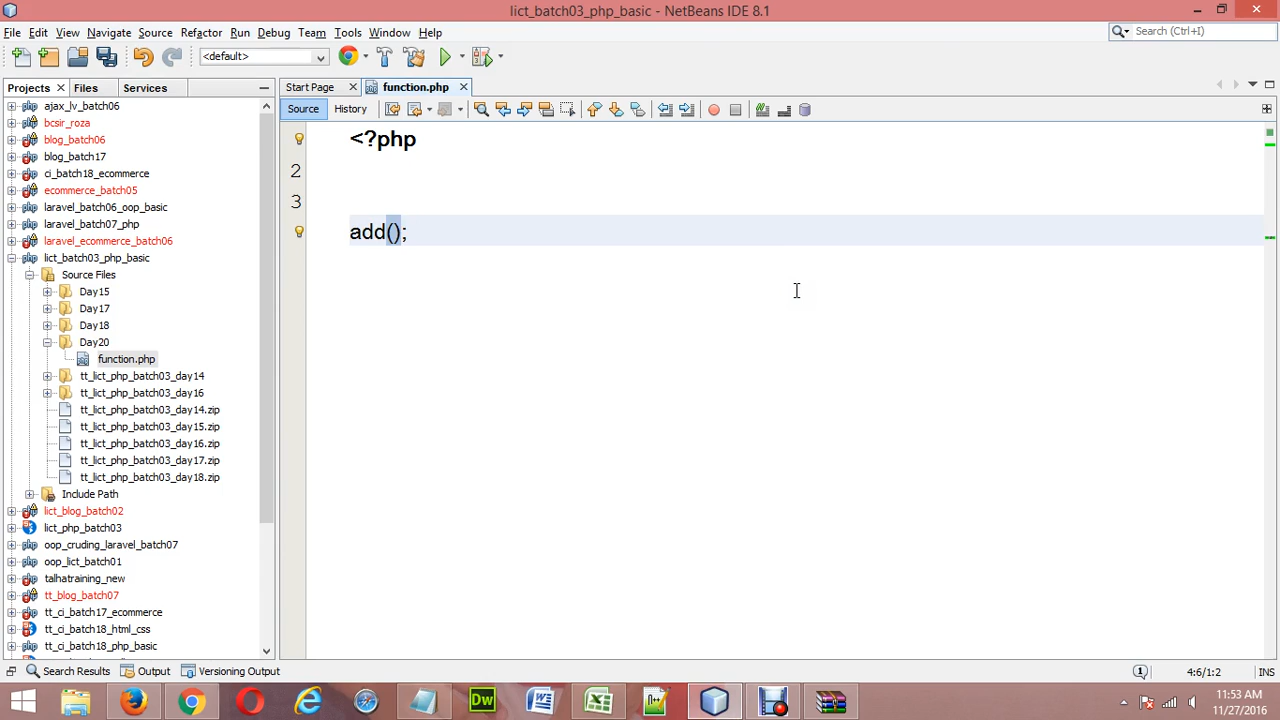 lict_batch03_php_basic - NetBeans IDE 8.1
File Edit View Navigate Source Refactor Run Debug Team Tools Window Help
Search (Ctrl+I)
<default>
Projects Files Services
Start Page function.php
Source History
ajax_lv_batch06
bcsir_roza
blog_batch06
blog_batch17
ci_batch18_ecommerce
ecommerce_batch05
laravel_batch06_oop_basic
laravel_batch07_php
laravel_ecommerce_batch06
lict_batch03_php_basic
Source Files
Day15
Day17
Day18
Day20
function.php
tt_lict_php_batch03_day14
tt_lict_php_batch03_day16
tt_lict_php_batch03_day14.zip
tt_lict_php_batch03_day15.zip
tt_lict_php_batch03_day16.zip
tt_lict_php_batch03_day17.zip
tt_lict_php_batch03_day18.zip
Include Path
lict_blog_batch02
lict_php_batch03
oop_cruding_laravel_batch07
oop_lict_batch01
talhatraining_new
tt_blog_batch07
tt_ci_batch17_ecommerce
tt_ci_batch18_html_css
tt_ci_batch18_php_basic
<?php
2
3
add();
Search Results Output Versioning Output
4:6/1:2 INS
11:53 AM
11/27/2016